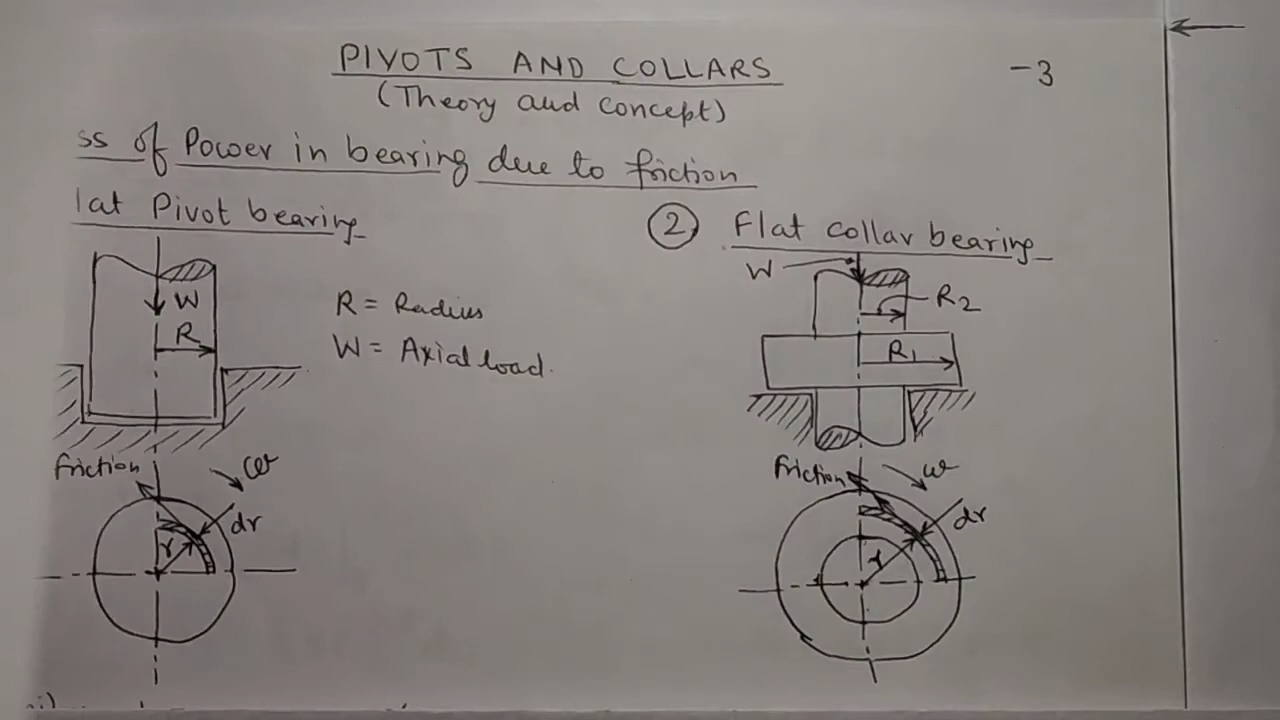 PIVOTS AND COLLARS
-3
(Theory and concept)
ss of Power in bearing due to friction
lat Pivot bearing
2 Flat collar bearing
W
R
R = Radius
W = Axial load
W
R2
R1
friction
ω
dr
r
friction
ω
dr
r